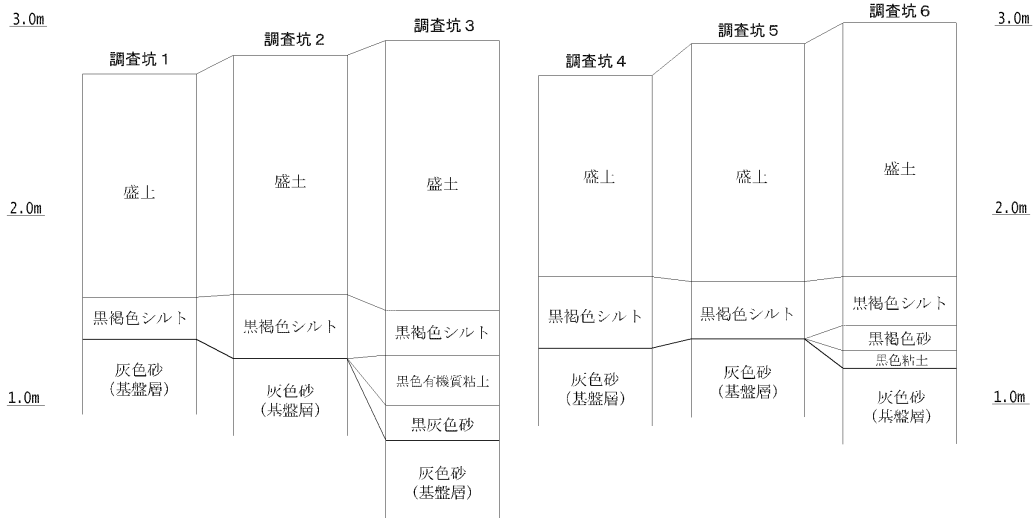 3.0m
調査坑1
調査坑2
調査坑3
盛土
盛土
盛土
2.0m
黒褐色シルト
黒褐色シルト
黒褐色シルト
灰色砂
(基盤層)
灰色砂
(基盤層)
黒色有機質粘土
黒灰色砂
灰色砂
(基盤層)
1.0m
調査坑4
調査坑5
調査坑6
3.0m
盛土
盛土
盛土
2.0m
黒褐色シルト
黒褐色シルト
黒褐色シルト
黒褐色砂
黒色粘土
灰色砂
(基盤層)
灰色砂
(基盤層)
灰色砂
(基盤層)
1.0m